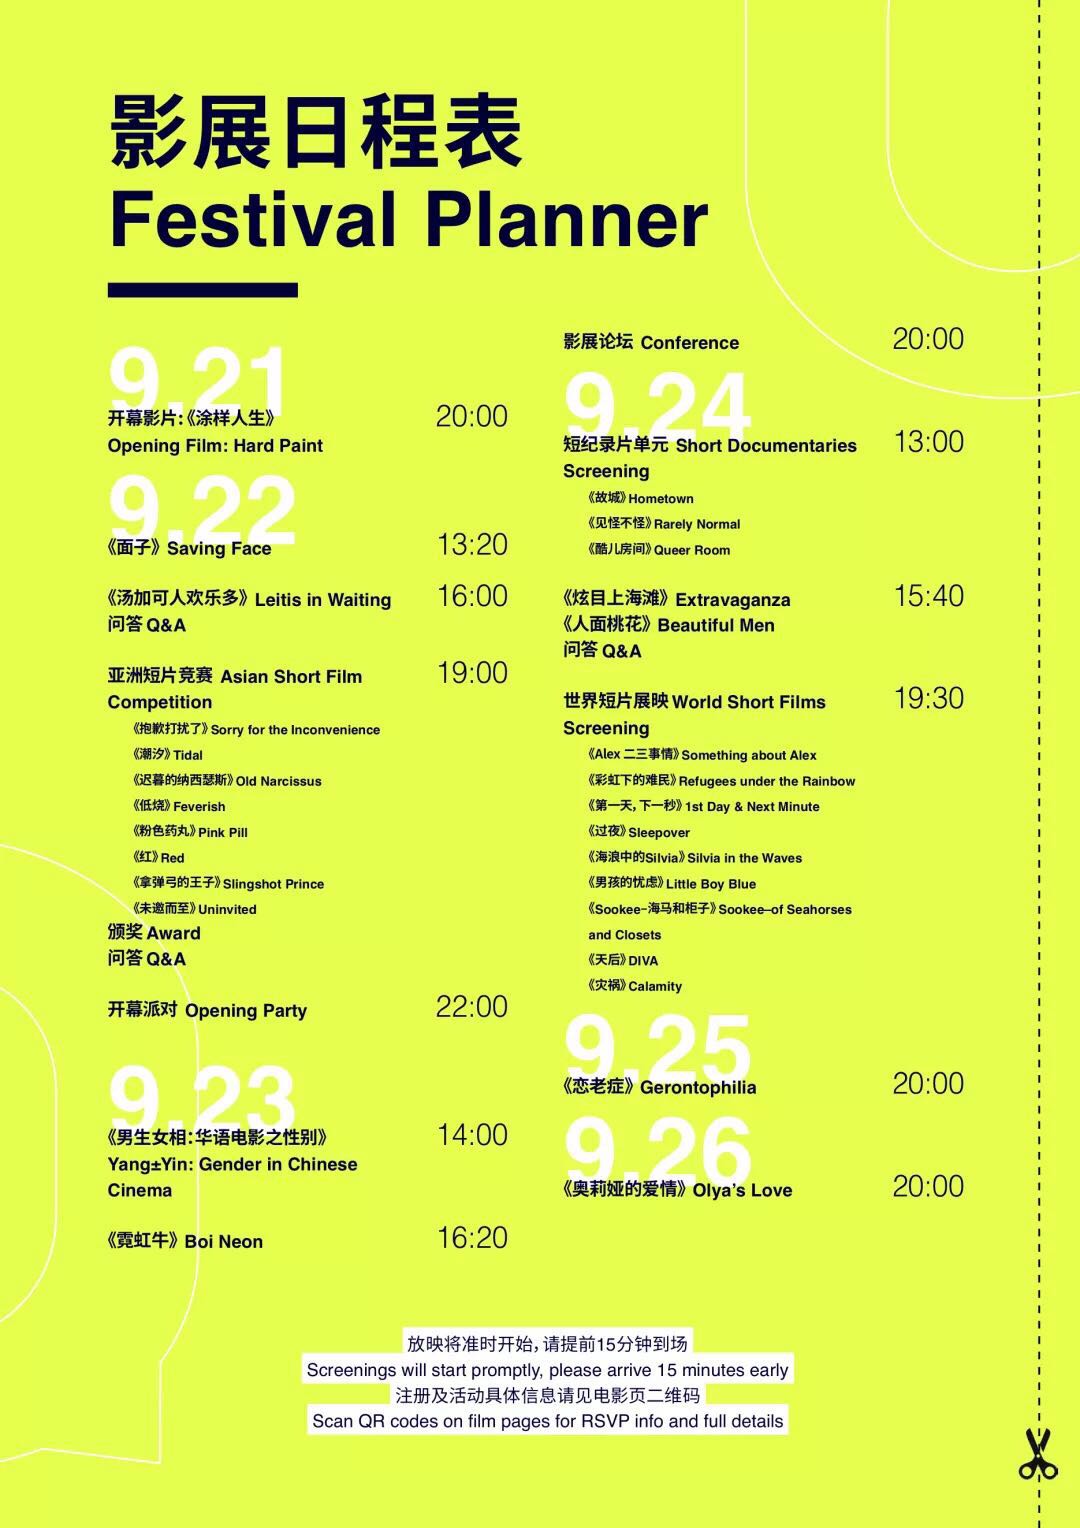 影展日程表
Festival Planner
9.21
开幕影片:《涂样人生》 20:00
Opening Film: Hard Paint
9.22
《面子》Saving Face 13:20
《汤加可人欢乐多》Leitis in Waiting 16:00
问答 Q&A
亚洲短片竞赛 Asian Short Film 19:00
Competition
《抱歉打扰了》Sorry for the Inconvenience
《潮汐》Tidal
《迟暮的纳西瑟斯》Old Narcissus
《低烧》Feverish
《粉色药丸》Pink Pill
《红》Red
《拿弹弓的王子》Slingshot Prince
《未邀而至》Uninvited
颁奖 Award
问答 Q&A
开幕派对 Opening Party 22:00
9.23
《男生女相:华语电影之性别》 14:00
Yang±Yin: Gender in Chinese
Cinema
《霓虹牛》Boi Neon 16:20
影展论坛 Conference 20:00
9.24
短纪录片单元 Short Documentaries 13:00
Screening
《故城》Hometown
《见怪不怪》Rarely Normal
《酷儿房间》Queer Room
《炫目上海滩》Extravaganza 15:40
《人面桃花》Beautiful Men
问答 Q&A
世界短片展映 World Short Films 19:30
Screening
《Alex 二三事情》Something about Alex
《彩虹下的难民》Refugees under the Rainbow
《第一天,下一秒》1st Day & Next Minute
《过夜》Sleepover
《海浪中的Silvia》Silvia in the Waves
《男孩的忧虑》Little Boy Blue
《Sookee-海马和柜子》Sookee—of Seahorses
and Closets
《天后》DIVA
《灾祸》Calamity
9.25
《恋老症》Gerontophilia 20:00
9.26
《奥莉娅的爱情》Olya's Love 20:00
放映将准时开始,请提前15分钟到场
Screenings will start promptly, please arrive 15 minutes early
注册及活动具体信息请见电影页二维码
Scan QR codes on film pages for RSVP info and full details